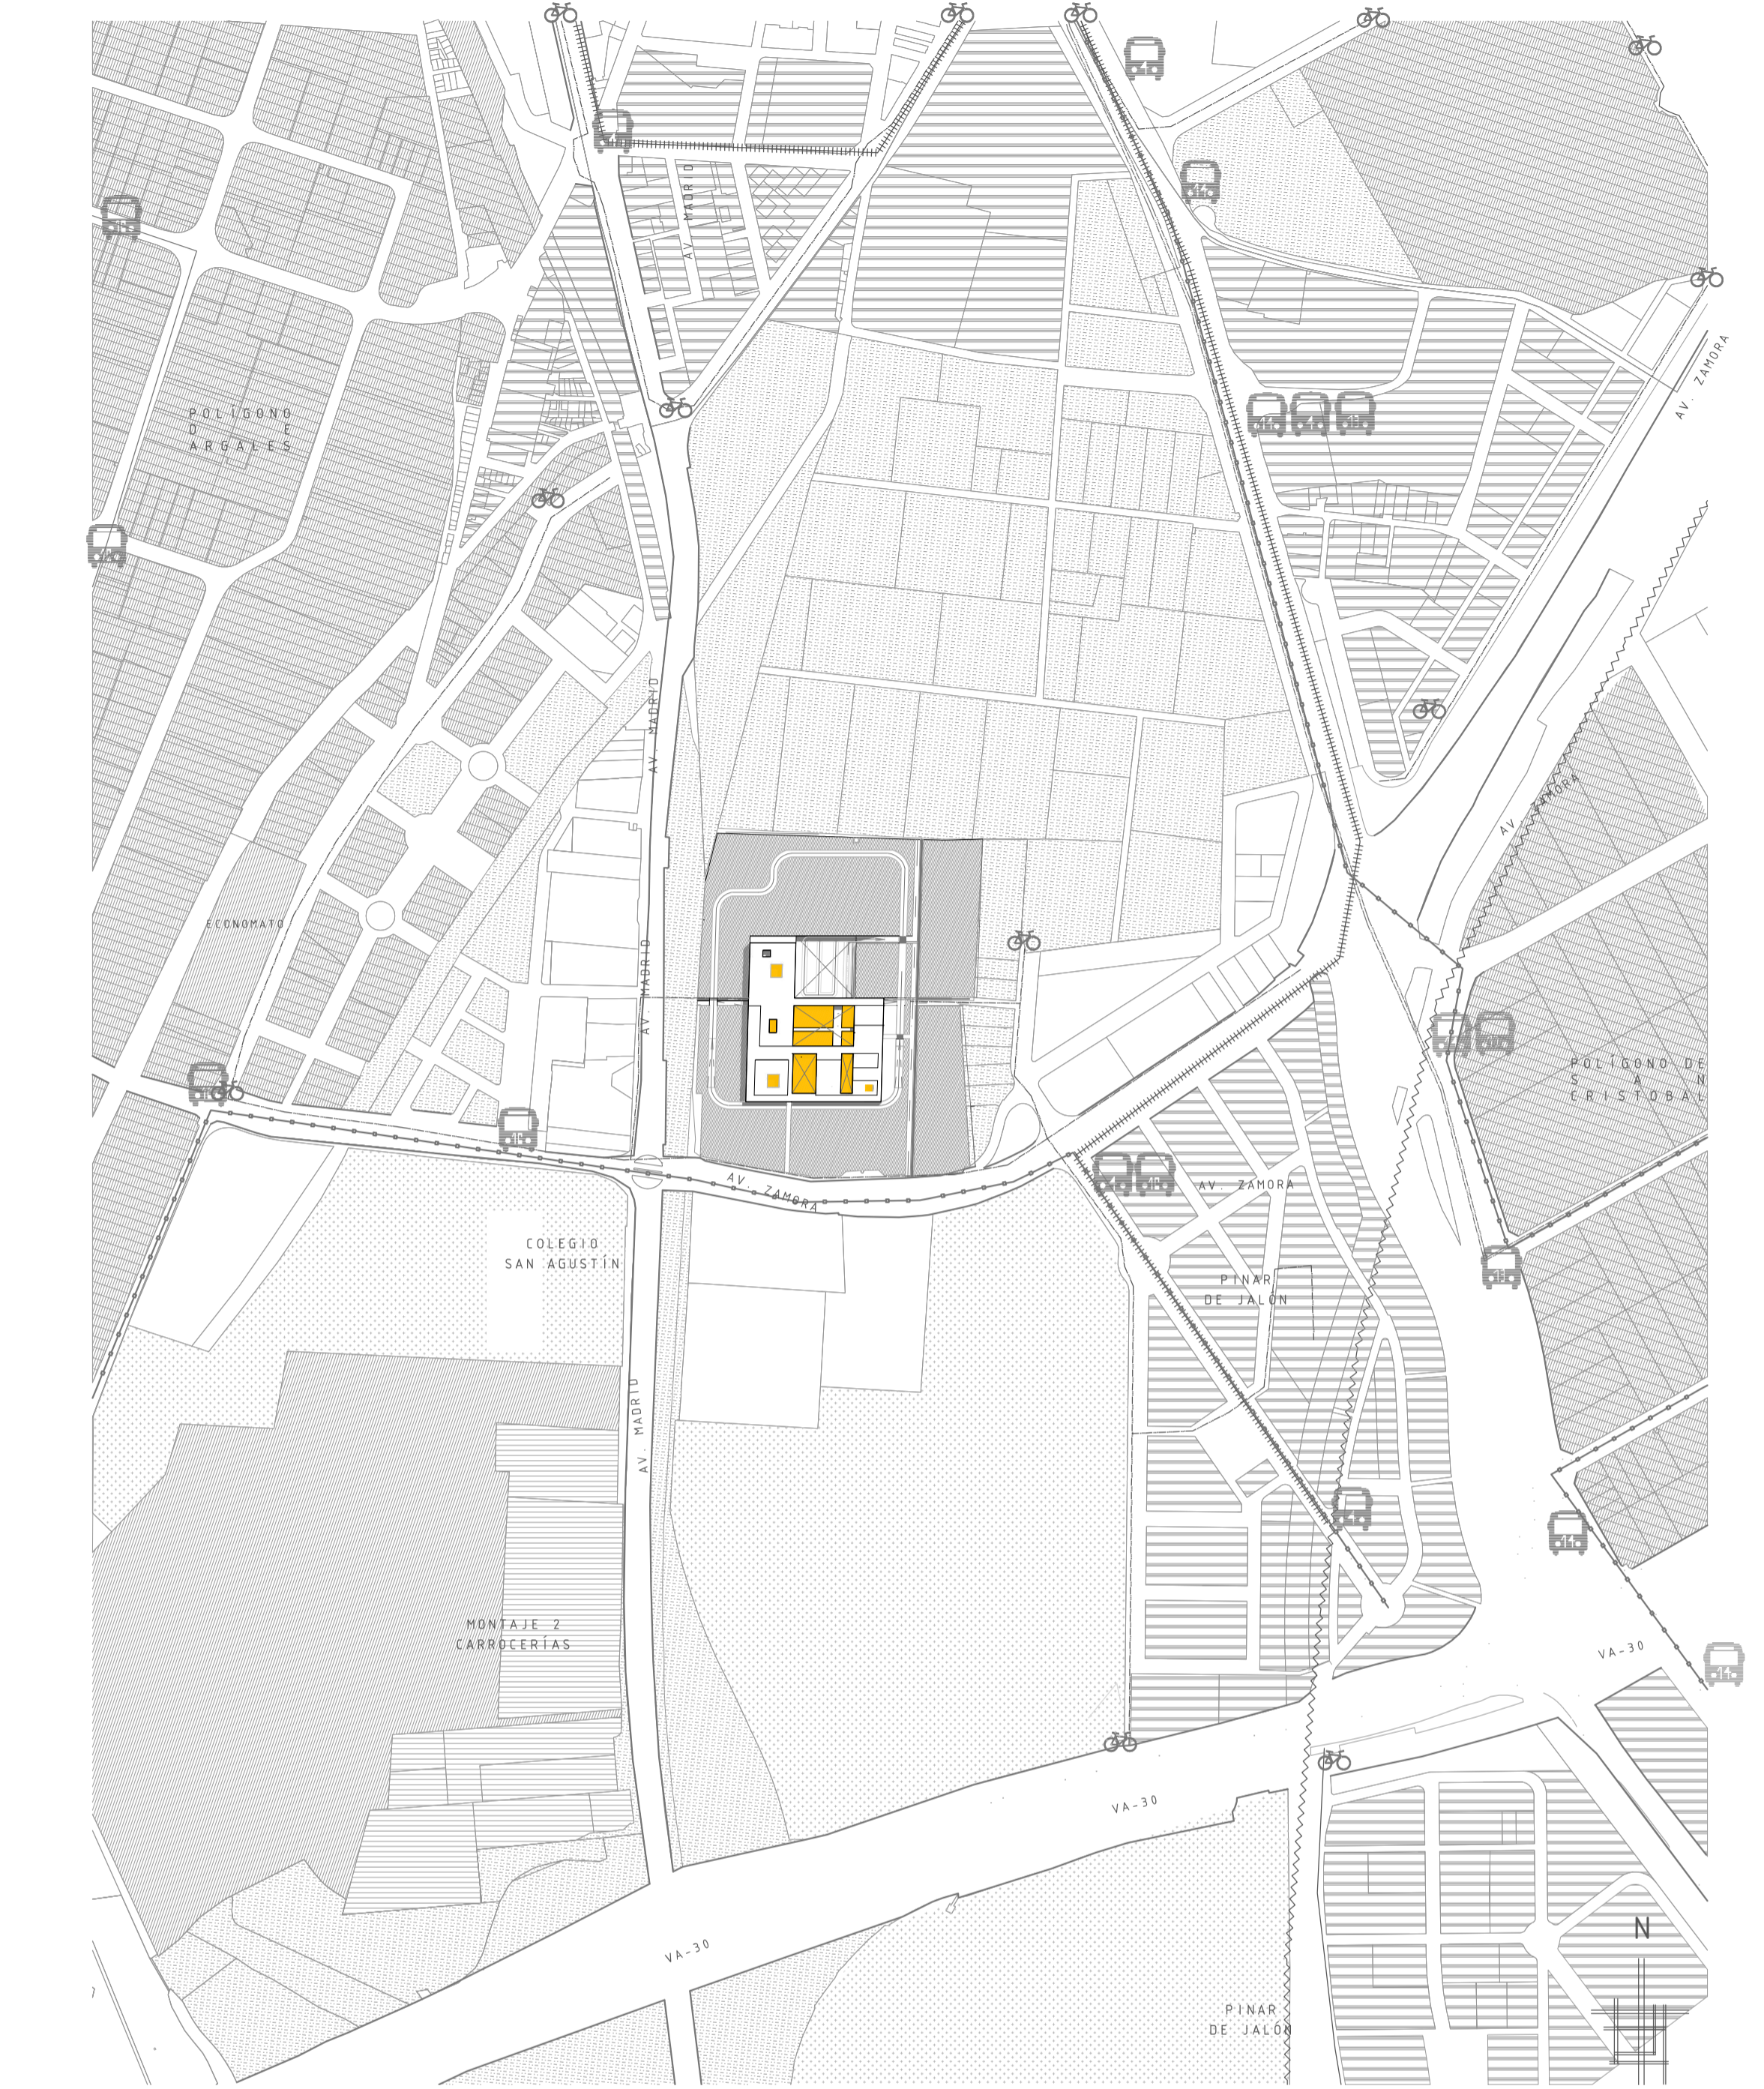 AV. MADRID
AV. ZAMORA
POLÍGONO
D E
ARGALES
AV. MADRID
AV. ZAMORA
ECONOMATO
AV. MADRID
POLÍGONO DE
S A N
CRISTOBAL
AV. ZAMORA
AV. ZAMORA
COLEGIO
SAN AGUSTÍN
PINAR
DE JALÓN
AV. MADRID
MONTAJE 2
CARROCERÍAS
VA-30
14
VA-30
N
VA-30
PINAR
DE JALÓN